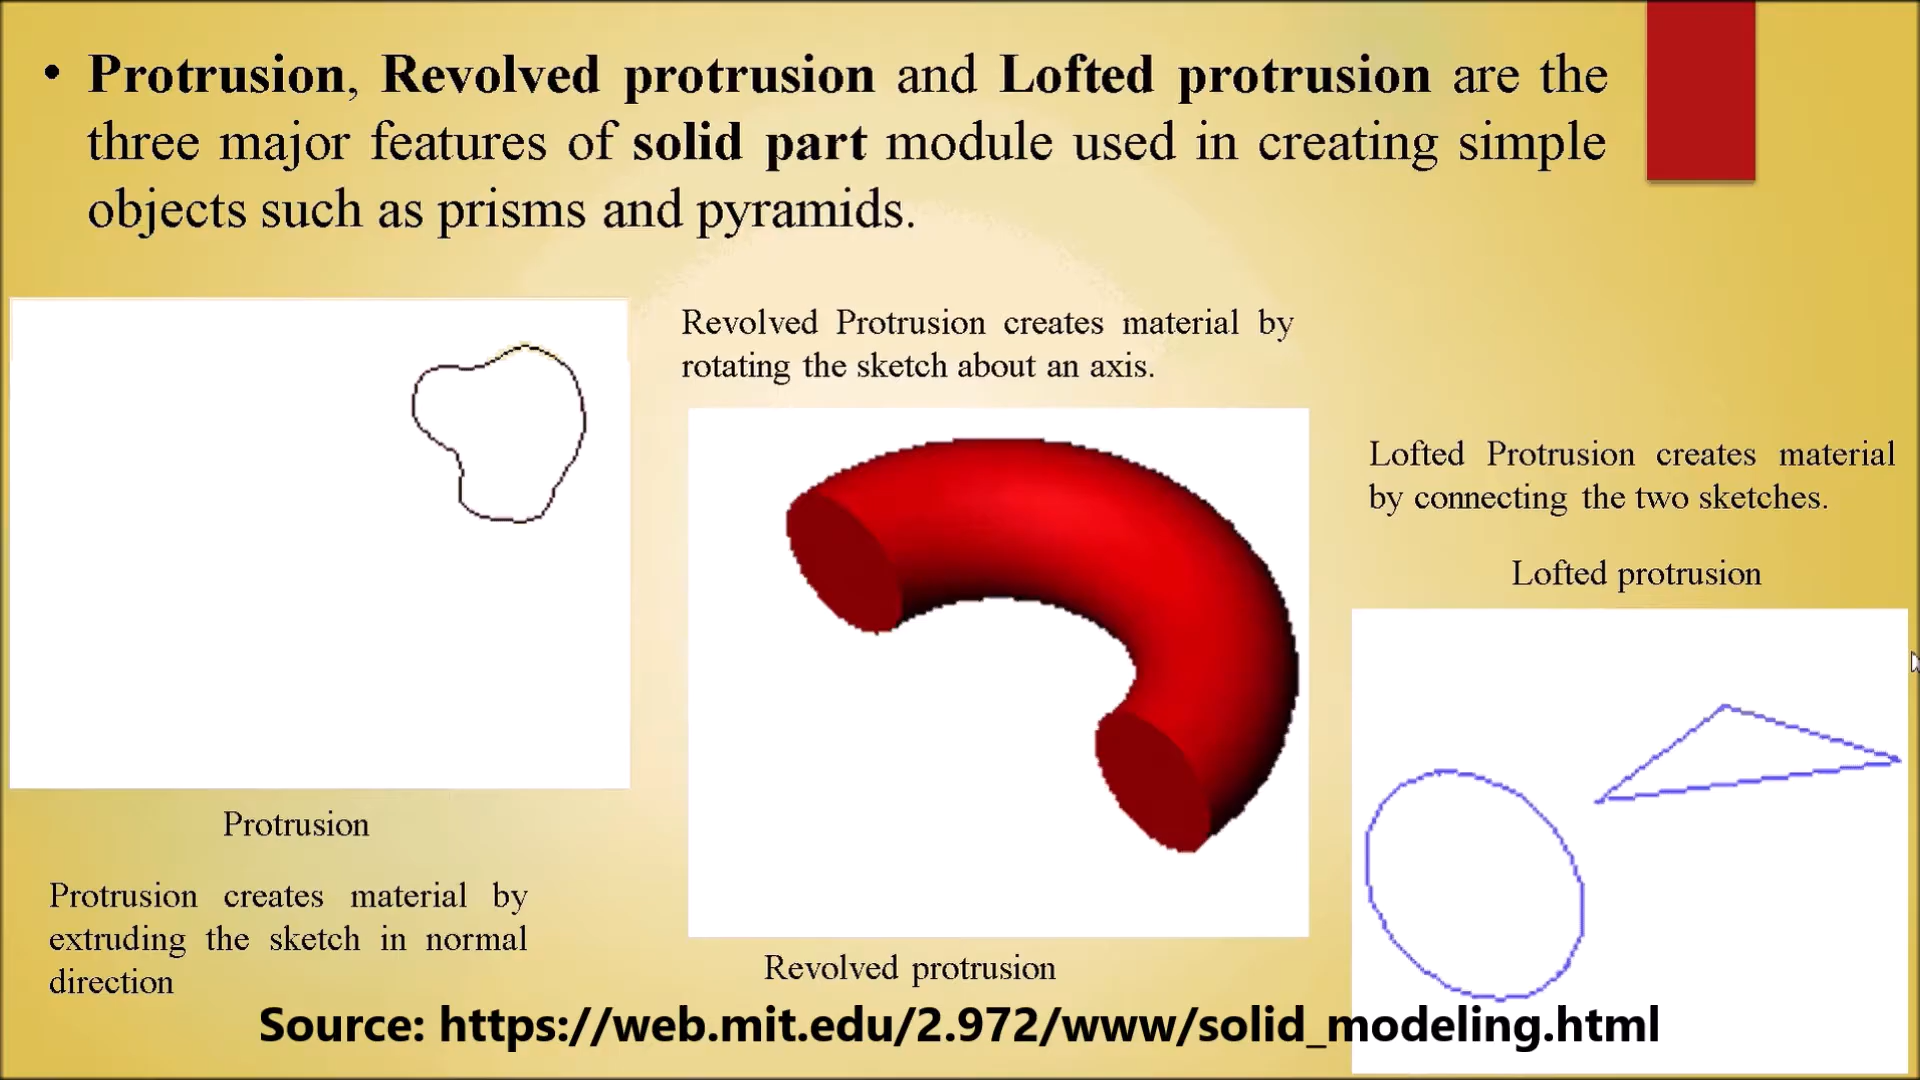 • Protrusion, Revolved protrusion and Lofted protrusion are the
three major features of solid part module used in creating simple
objects such as prisms and pyramids.
Revolved Protrusion creates material by
rotating the sketch about an axis.
Lofted Protrusion creates material
by connecting the two sketches.
Lofted protrusion
Protrusion
Protrusion creates material by
extruding the sketch in normal
direction
Revolved protrusion
Source: https://web.mit.edu/2.972/www/solid_modeling.html